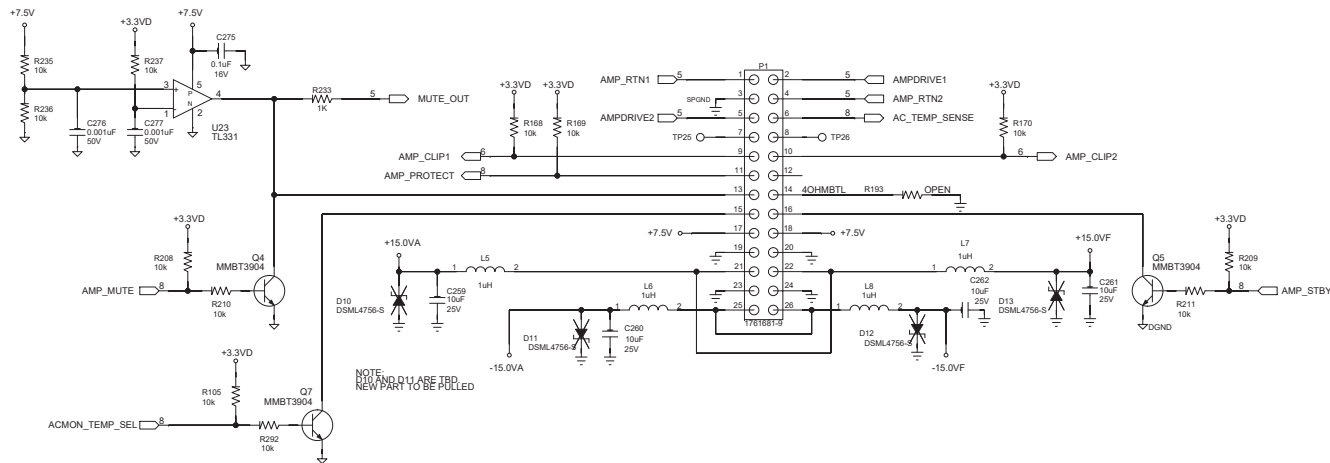 +7.5V
+7.5V
+3.3VD
R235
10k
R237
10k
R236
10k
C275
0.1uF
16V
3
5
P
N
4
1
2
+
-
U23
TL331
C276
0.001uF
50V
C277
0.001uF
50V
R233
1K
5
MUTE_OUT
P1
AMP_RTN1
5
1
2
5
AMPDRIVE1
SPGND
3
4
5
AMP_RTN2
AMPDRIVE2
5
5
6
8
AC_TEMP_SENSE
TP25
7
8
TP26
+3.3VD
+3.3VD
R168
10k
R169
10k
+3.3VD
R170
10k
AMP_CLIP1
6
9
10
6
AMP_CLIP2
AMP_PROTECT
8
11
12
13
14
4OHMBTL
R193
OPEN
15
16
+7.5V
17
18
+7.5V
19
20
21
22
23
24
25
26
1761681-9
+3.3VD
R208
10k
Q4
MMBT3904
AMP_MUTE
8
R210
10k
+15.0VA
L5
1
2
1uH
D10
DSML4756-S
C259
10uF
25V
L6
1uH
1
2
D11
DSML4756-S
C260
10uF
25V
-15.0VA
L7
1uH
1
2
+15.0VF
L8
1uH
1
2
C262
10uF
25V
D13
DSML4756-S
C261
10uF
25V
D12
DSML4756-S
-15.0VF
Q5
MMBT3904
+3.3VD
R209
10k
R211
10k
8
AMP_STBY
DGND
NOTE:
D10 AND D11 ARE TBD
NEW PART TO BE PULLED
+3.3VD
R105
10k
Q7
MMBT3904
ACMON_TEMP_SEL
8
R292
10k